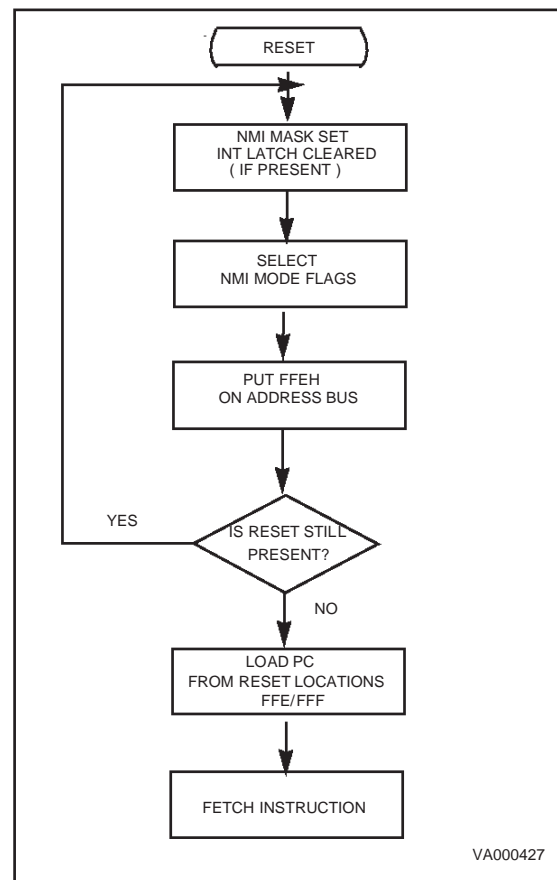 RESET
NMI MASK SET
INT LATCH CLEARED
( IF PRESENT )
SELECT
NMI MODE FLAGS
PUT FFEH
ON ADDRESS BUS
YES
IS RESET STILL
PRESENT?
NO
LOAD PC
FROM RESET LOCATIONS
FFE/FFF
FETCH INSTRUCTION
VA000427